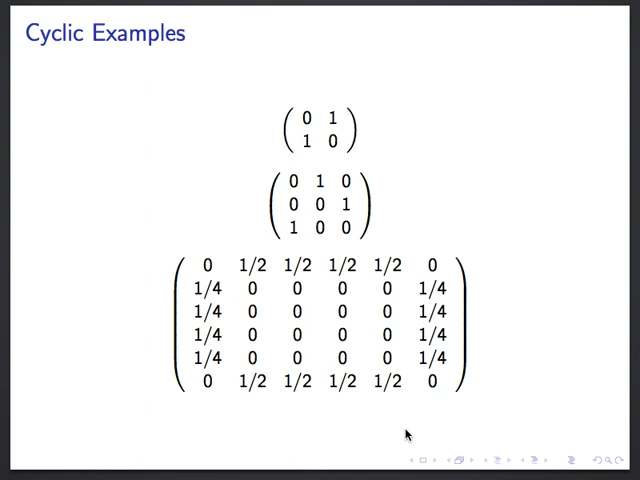 Cyclic Examples
0 1
1 0
0 1 0
0 0 1
1 0 0
0 1/2 1/2 1/2 1/2 0
1/4 0 0 0 0 1/4
1/4 0 0 0 0 1/4
1/4 0 0 0 0 1/4
1/4 0 0 0 0 1/4
0 1/2 1/2 1/2 1/2 0